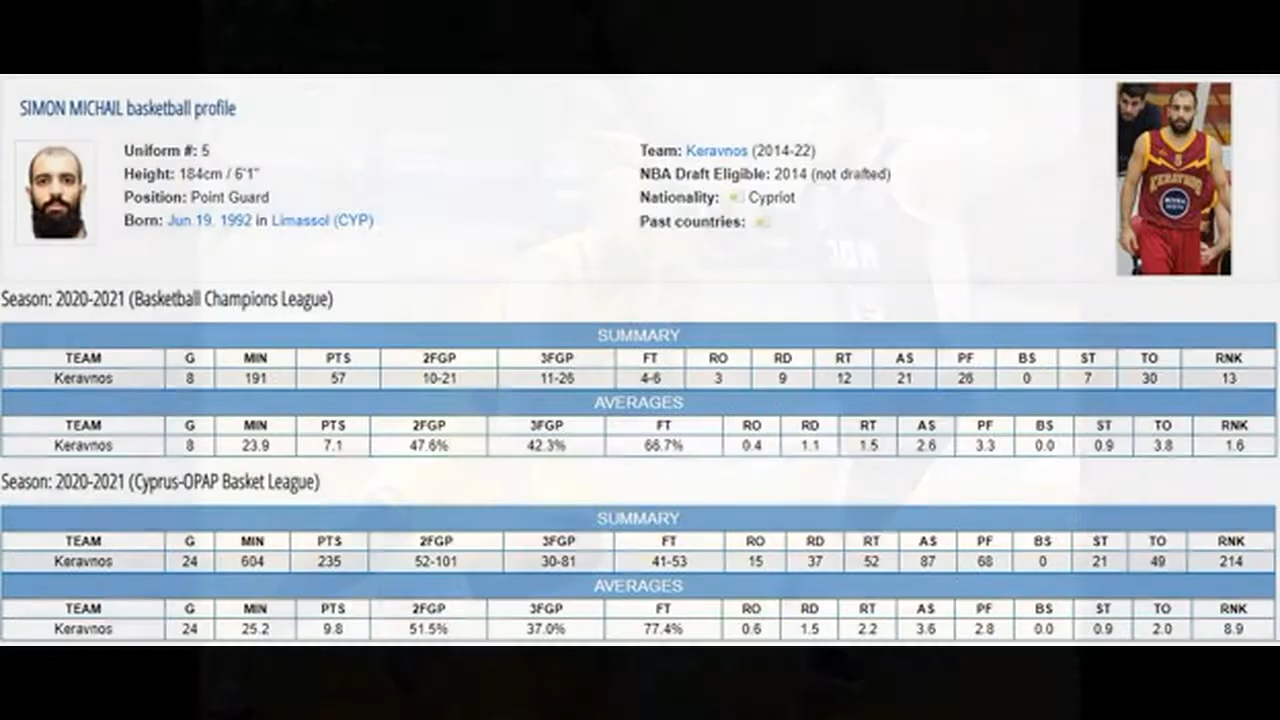 SIMON MICHAIL basketball profile
Uniform #: 5
Height: 184cm / 6'1"
Position: Point Guard
Born: Jun.19, 1992 in Limassol (CYP)
Team: Keravnos (2014-22)
NBA Draft Eligible: 2014 (not drafted)
Nationality: Cypriot
Past countries:
KERAVNOS
Season: 2020-2021 (Basketball Champions League)
SUMMARY
TEAM G MIN PTS 2FGP 3FGP FT RO RD RT AS PF BS ST TO RNK
Keravnos 8 191 57 10-21 11-26 4-6 3 9 12 21 26 0 7 30 13
AVERAGES
TEAM G MIN PTS 2FGP 3FGP FT RO RD RT AS PF BS ST TO RNK
Keravnos 8 23.9 7.1 47.6% 42.3% 66.7% 0.4 1.1 1.5 2.6 3.3 0.0 0.9 3.8 1.6
Season: 2020-2021 (Cyprus-OPAP Basket League)
SUMMARY
TEAM G MIN PTS 2FGP 3FGP FT RO RD RT AS PF BS ST TO RNK
Keravnos 24 604 235 52-101 30-81 41-53 15 37 52 87 68 0 21 49 214
AVERAGES
TEAM G MIN PTS 2FGP 3FGP FT RO RD RT AS PF BS ST TO RNK
Keravnos 24 25.2 9.8 51.5% 37.0% 77.4% 0.6 1.5 2.2 3.6 2.8 0.0 0.9 2.0 8.9